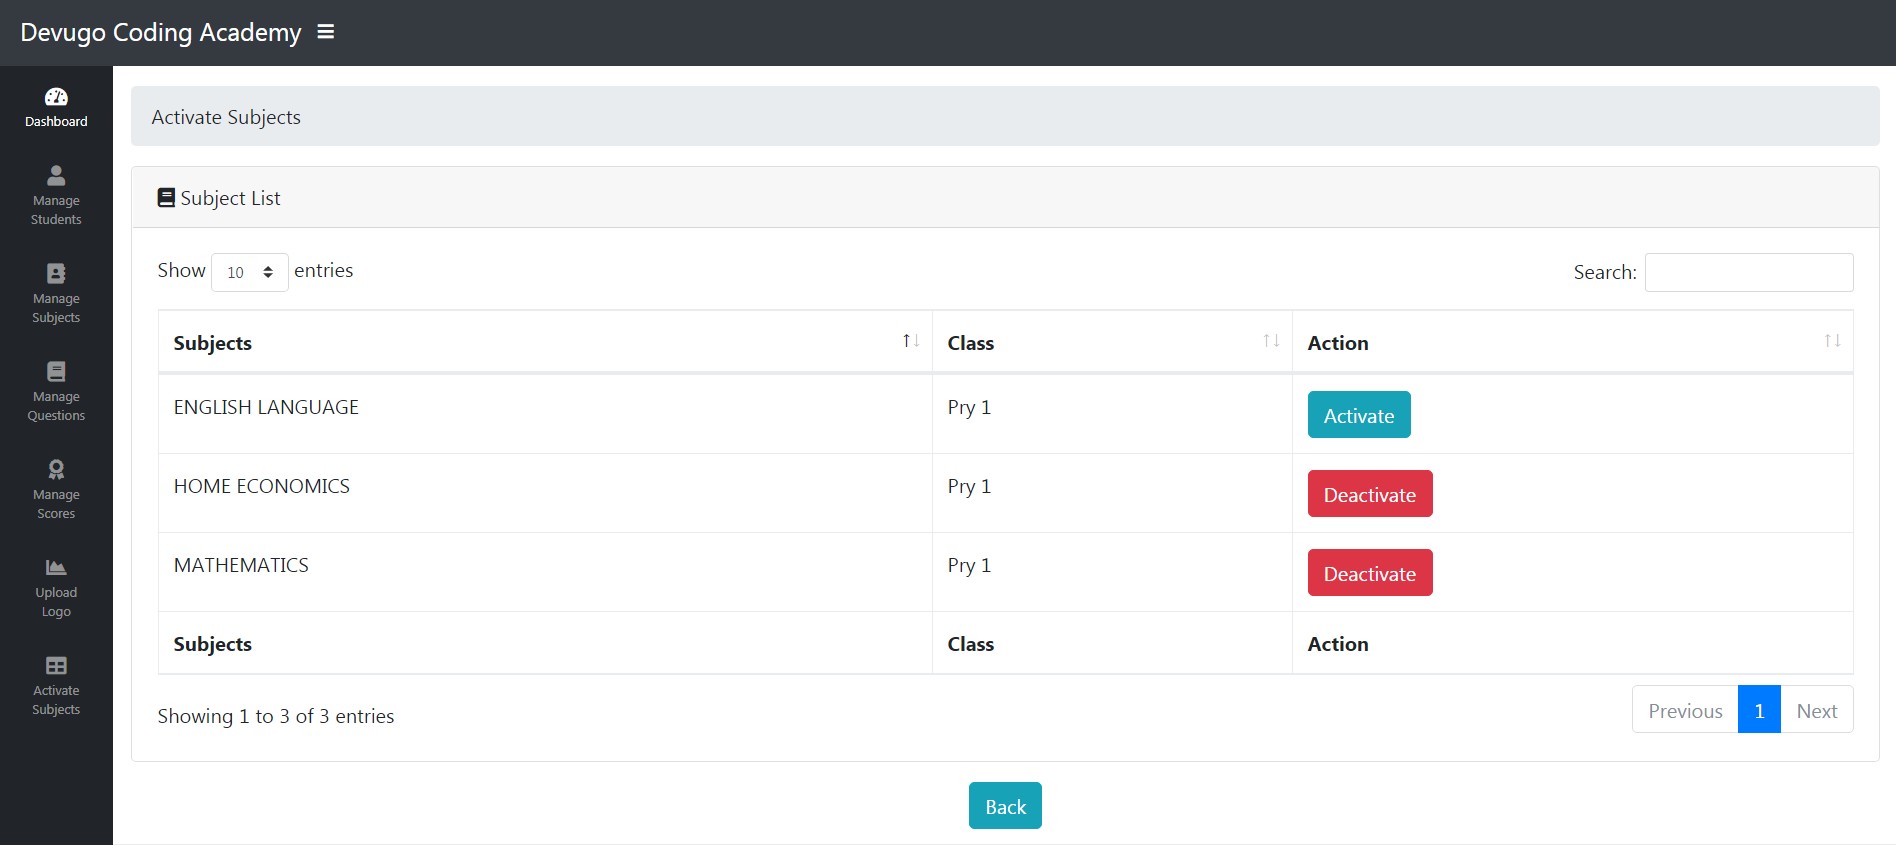 Devugo Coding Academy
Dashboard
Manage
Students
Manage
Subjects
Manage
Questions
Manage
Scores
Upload
Logo
Activate
Subjects
Activate Subjects
Subject List
Show 10 entries
Search:
Subjects Class Action
ENGLISH LANGUAGE Pry 1 Activate
HOME ECONOMICS Pry 1 Deactivate
MATHEMATICS Pry 1 Deactivate
Subjects Class Action
Showing 1 to 3 of 3 entries
Previous 1 Next
Back